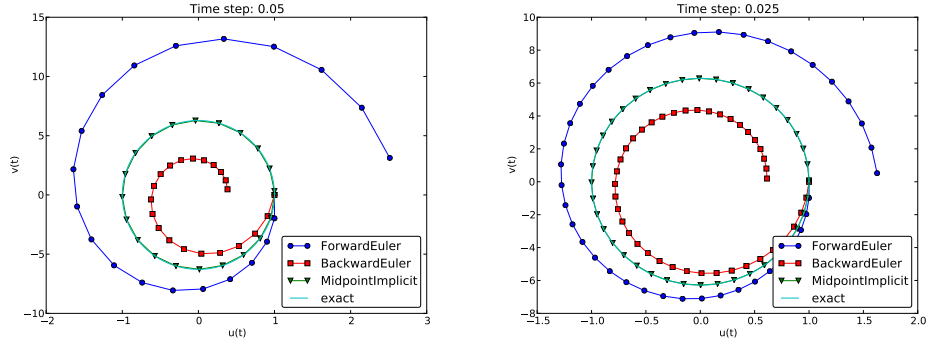 Time step: 0.05
v(t)
15
10
5
0
−5
−10
−2
−1
0
1
2
3
u(t)
ForwardEuler
BackwardEuler
MidpointImplicit
exact
Time step: 0.025
v(t)
10
8
6
4
2
0
−2
−4
−6
−8
−1.5
−1.0
−0.5
0.0
0.5
1.0
1.5
2.0
u(t)
ForwardEuler
BackwardEuler
MidpointImplicit
exact